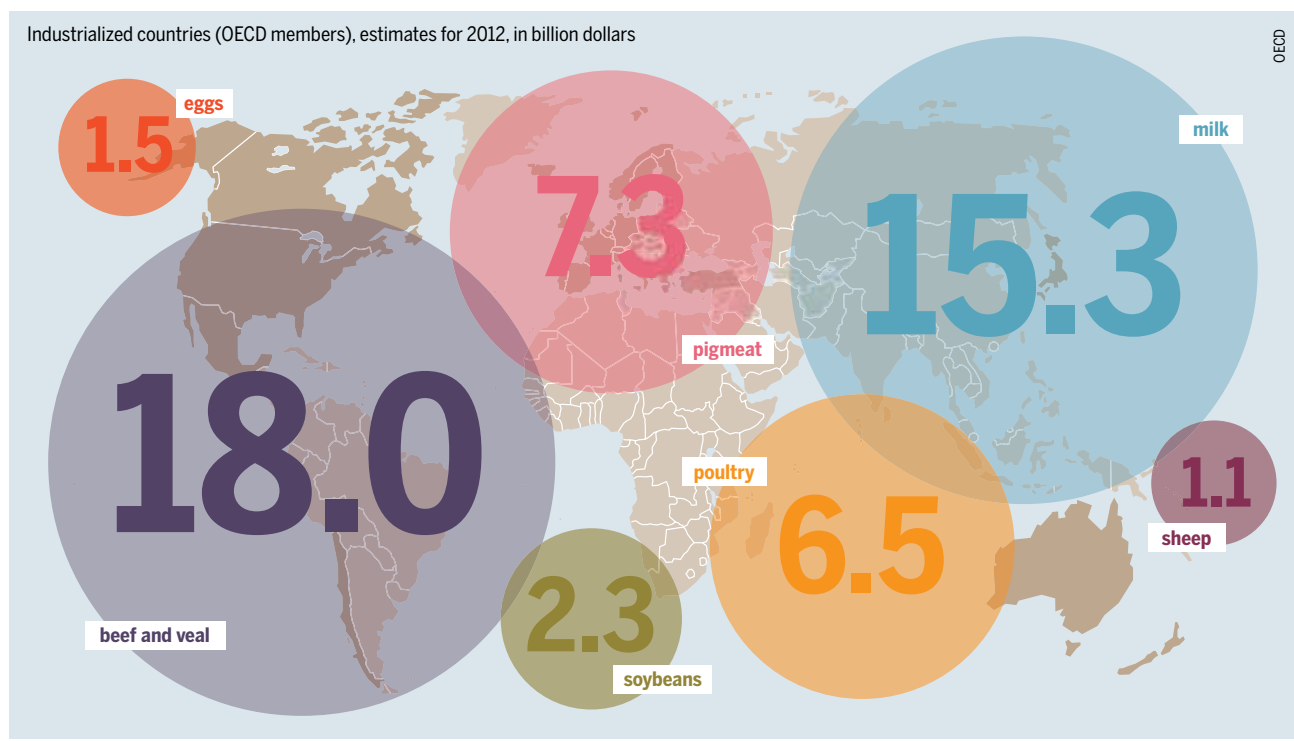 Industrialized countries (OECD members), estimates for 2012, in billion dollars
OECD
eggs
1.5
7.3
pigmeat
milk
15.3
18.0
beef and veal
poultry
6.5
1.1
sheep
2.3
soybeans